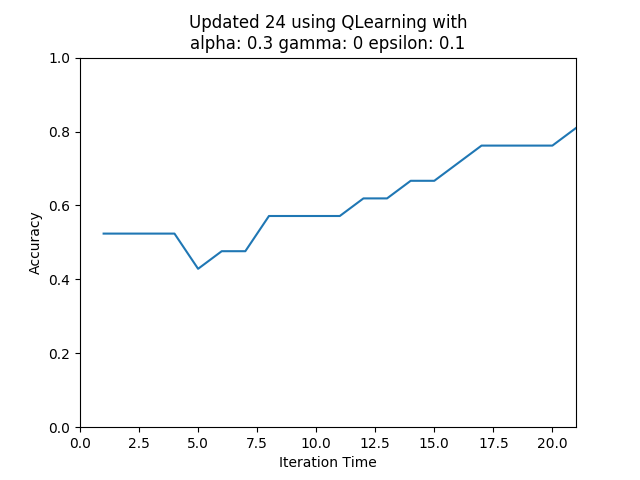 Updated 24 using QLearning with
alpha: 0.3 gamma: 0 epsilon: 0.1
1.0
0.8
0.6
0.4
0.2
0.0
Accuracy
0.0 2.5 5.0 7.5 10.0 12.5 15.0 17.5 20.0
Iteration Time